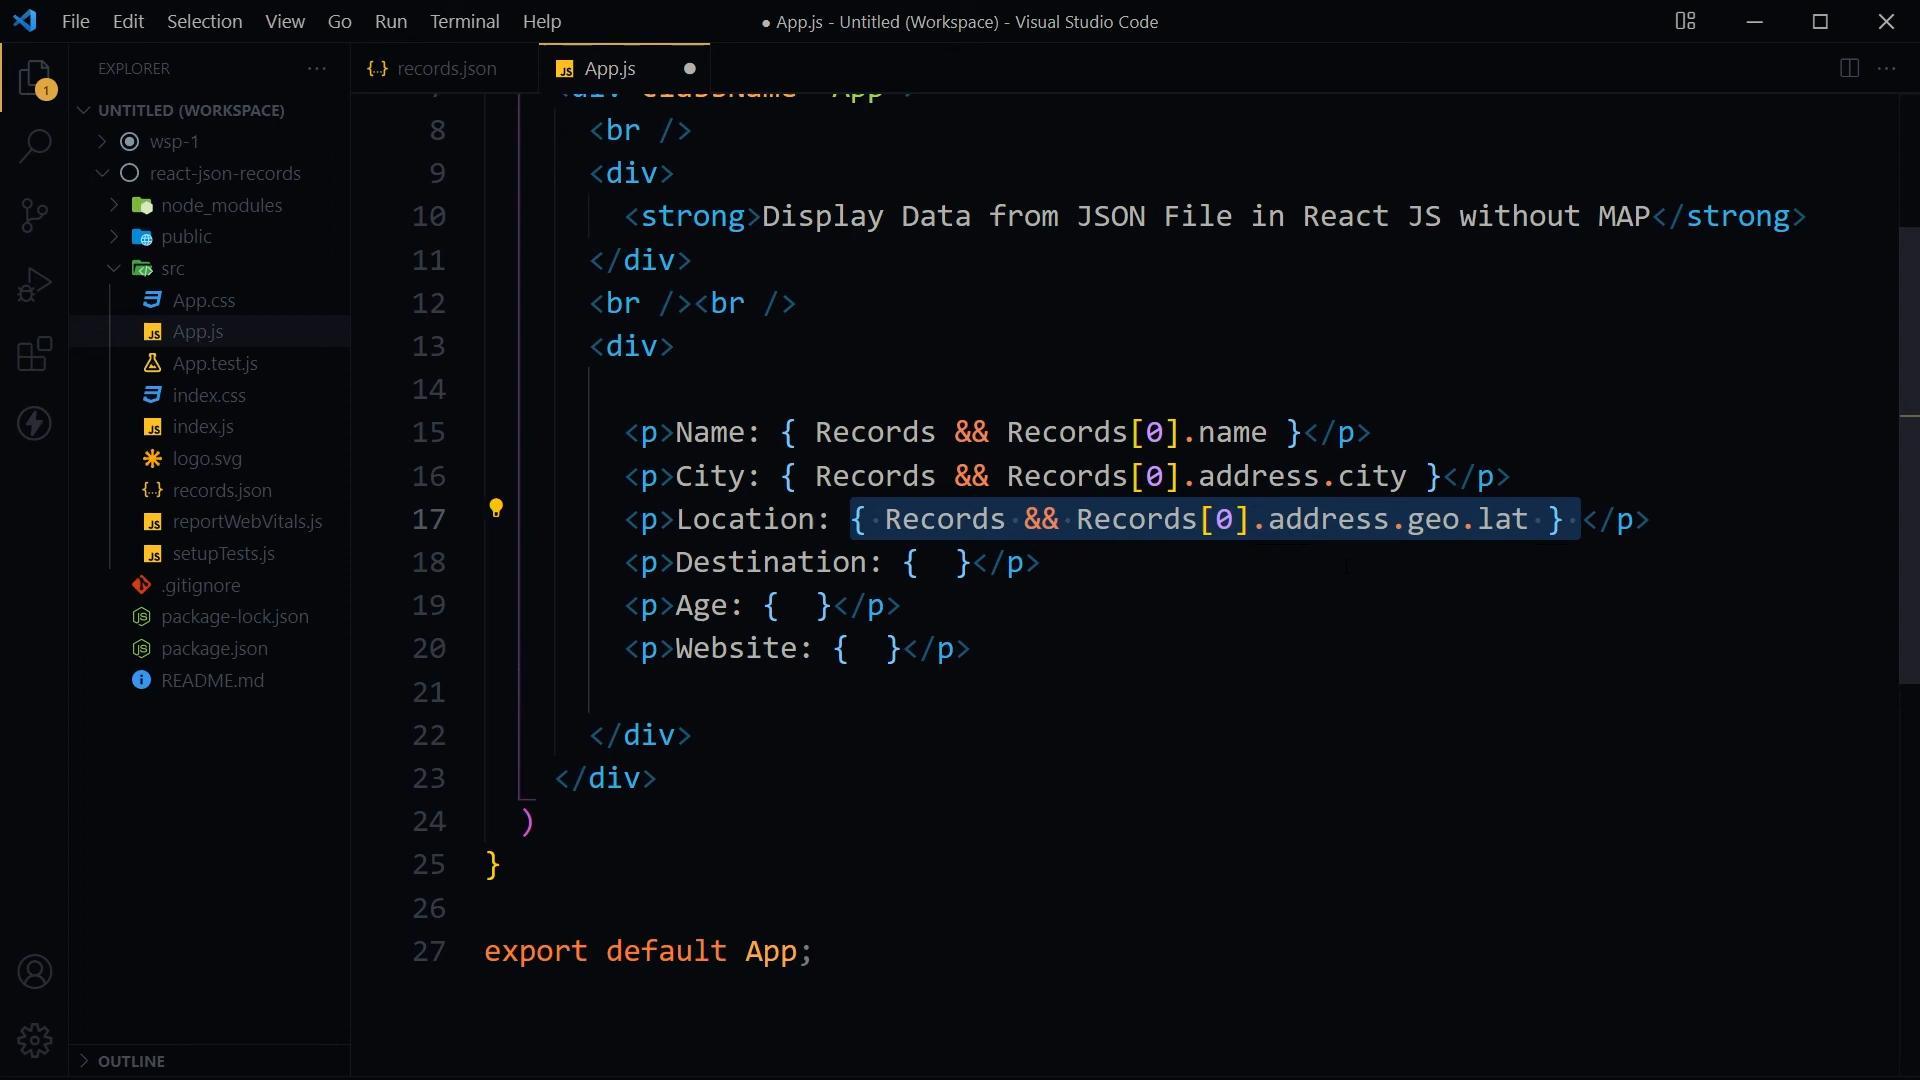 File Edit Selection View Go Run Terminal Help
● App.js - Untitled (Workspace) - Visual Studio Code
EXPLORER
1
UNTITLED (WORKSPACE)
wsp-1
react-json-records
node_modules
public
src
App.css
App.js
App.test.js
index.css
index.js
logo.svg
records.json
reportWebVitals.js
setupTests.js
.gitignore
package-lock.json
package.json
README.md
OUTLINE
records.json
App.js
8 <br />
9 <div>
10 <strong>Display Data from JSON File in React JS without MAP</strong>
11 </div>
12 <br /><br />
13 <div>
14
15 <p>Name: { Records && Records[0].name }</p>
16 <p>City: { Records && Records[0].address.city }</p>
17 <p>Location: { Records && Records[0].address.geo.lat } </p>
18 <p>Destination: {  }</p>
19 <p>Age: {  }</p>
20 <p>Website: {  }</p>
21
22 </div>
23 </div>
24 )
25 }
26
27 export default App;